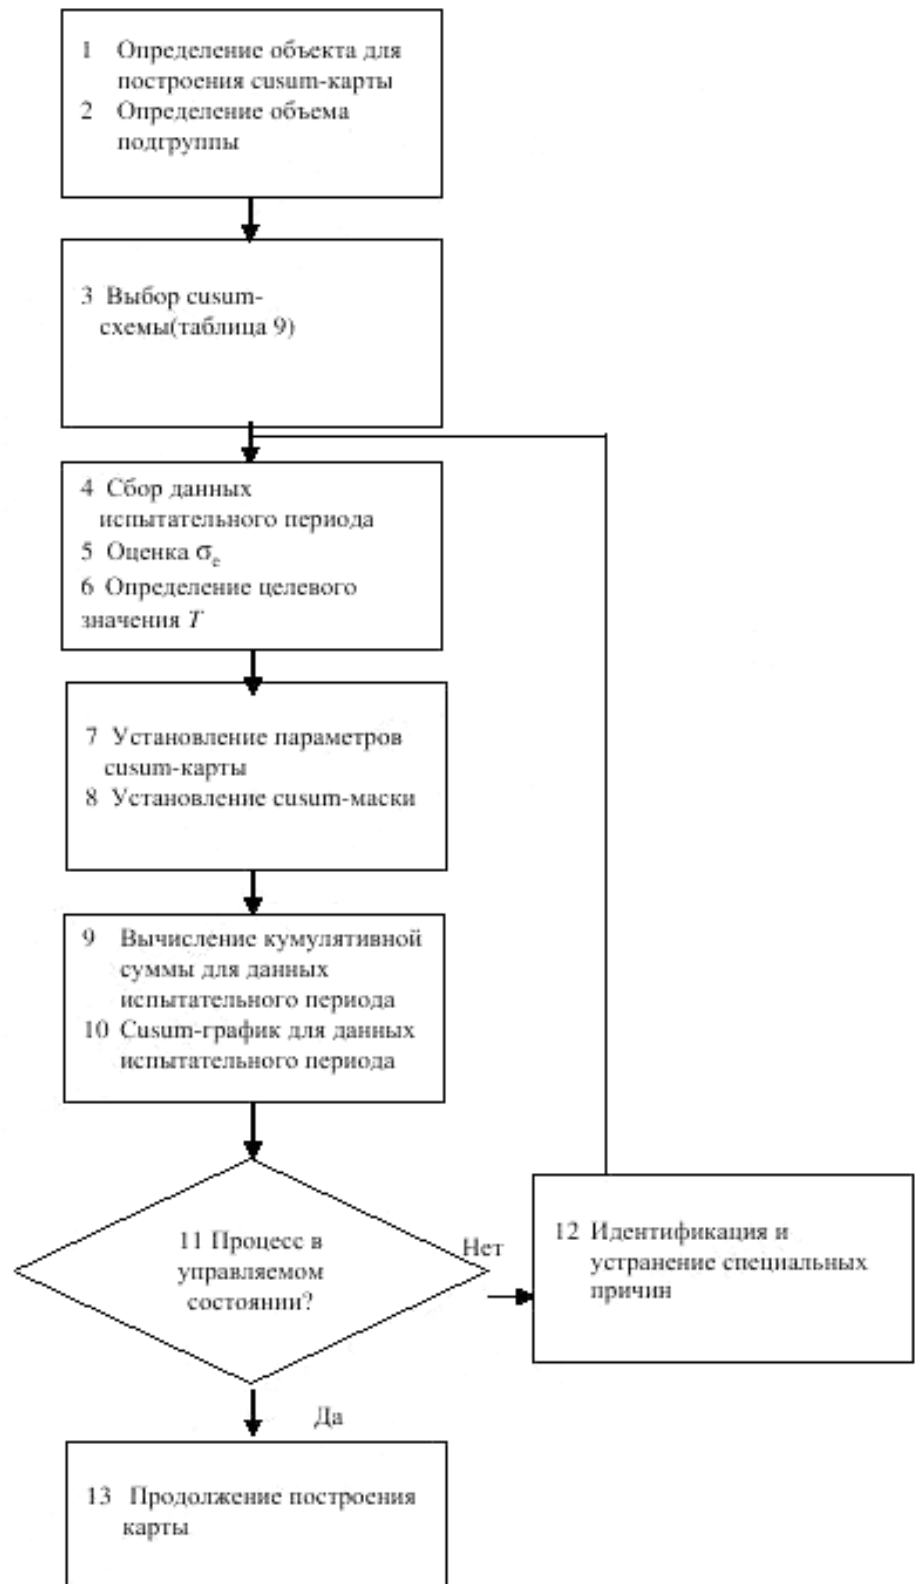 1 Определение объекта для
построения cusum-карты
2 Определение объема
подгруппы
3 Выбор cusum-
схемы(таблица 9)
4 Сбор данных
испытательного периода
5 Оценка σe
6 Определение целевого
значения T
7 Установление параметров
cusum-карты
8 Установление cusum-маски
9 Вычисление кумулятивной
суммы для данных
испытательного периода
10 Cusum-график для данных
испытательного периода
11 Процесс в
управляемом
состоянии?
Нет
12 Идентификация и
устранение специальных
причин
Да
13 Продолжение построения
карты